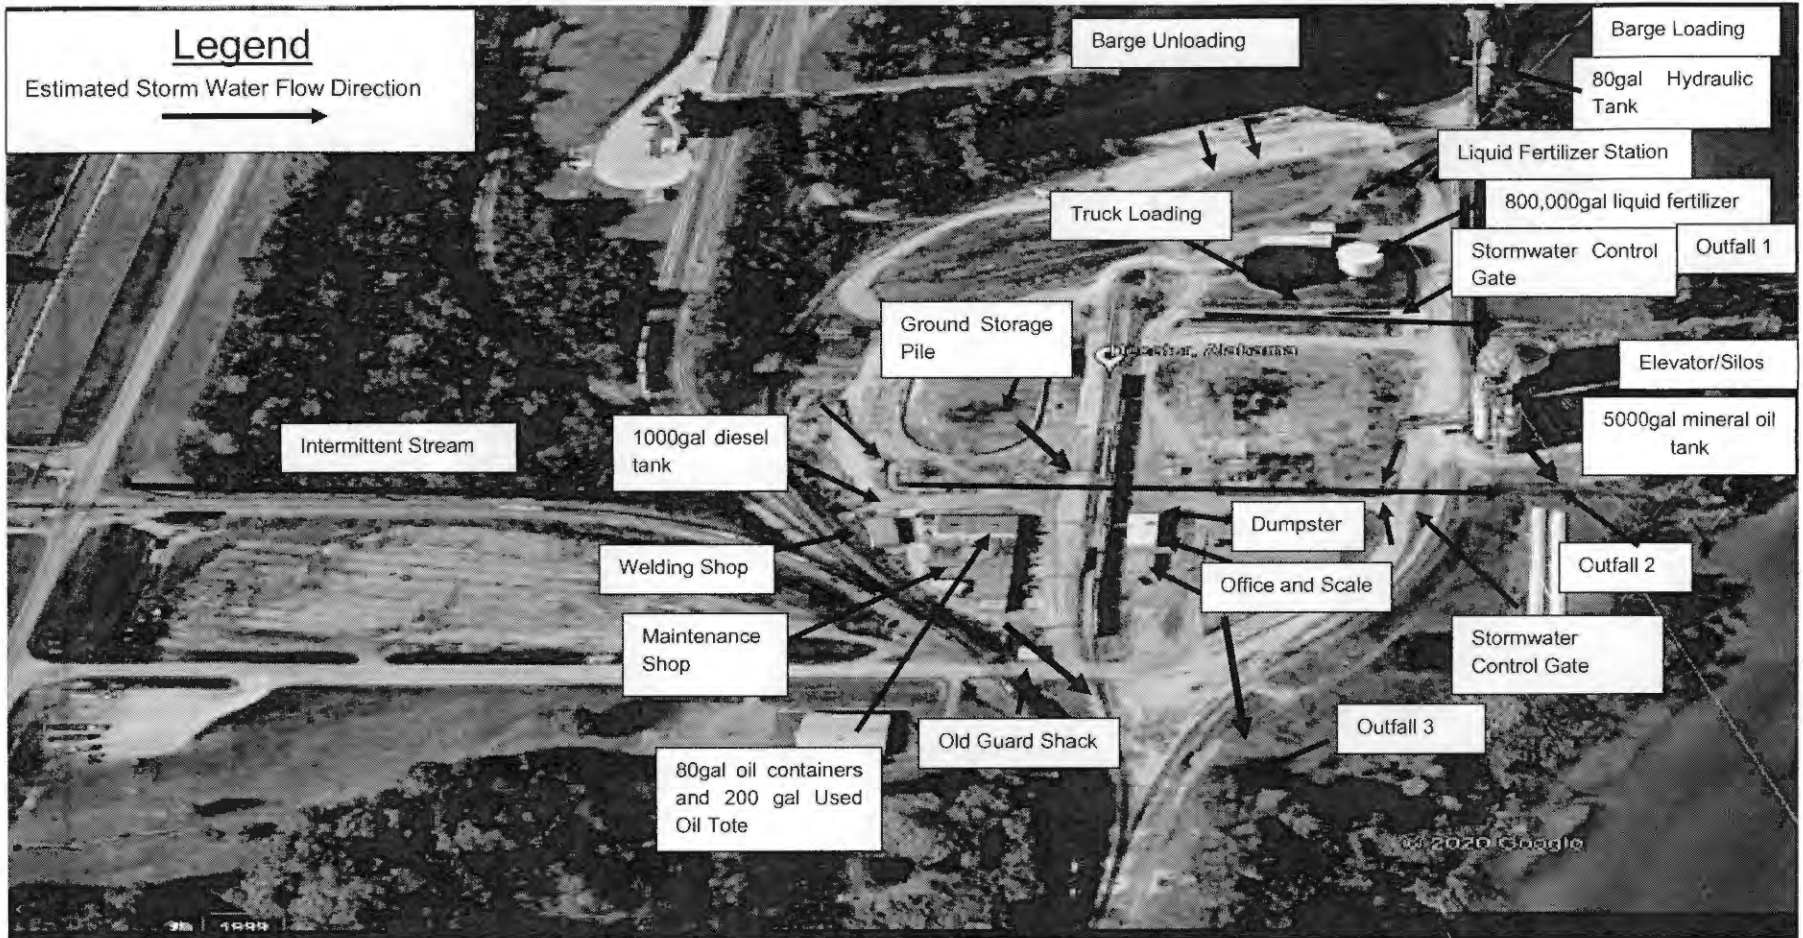 Legend
Estimated Storm Water Flow Direction
Barge Unloading
Barge Loading
80gal Hydraulic
Tank
Liquid Fertilizer Station
800,000gal liquid fertilizer
Truck Loading
Stormwater Control
Gate
Outfall 1
Ground Storage
Pile
Alabama
Elevator/Silos
1000gal diesel
tank
5000gal mineral oil
tank
Intermittent Stream
Dumpster
Welding Shop
Office and Scale
Outfall 2
Maintenance
Shop
Stormwater
Control Gate
Old Guard Shack
Outfall 3
80gal oil containers
and 200 gal Used
Oil Tote
© 2020 Google
1999